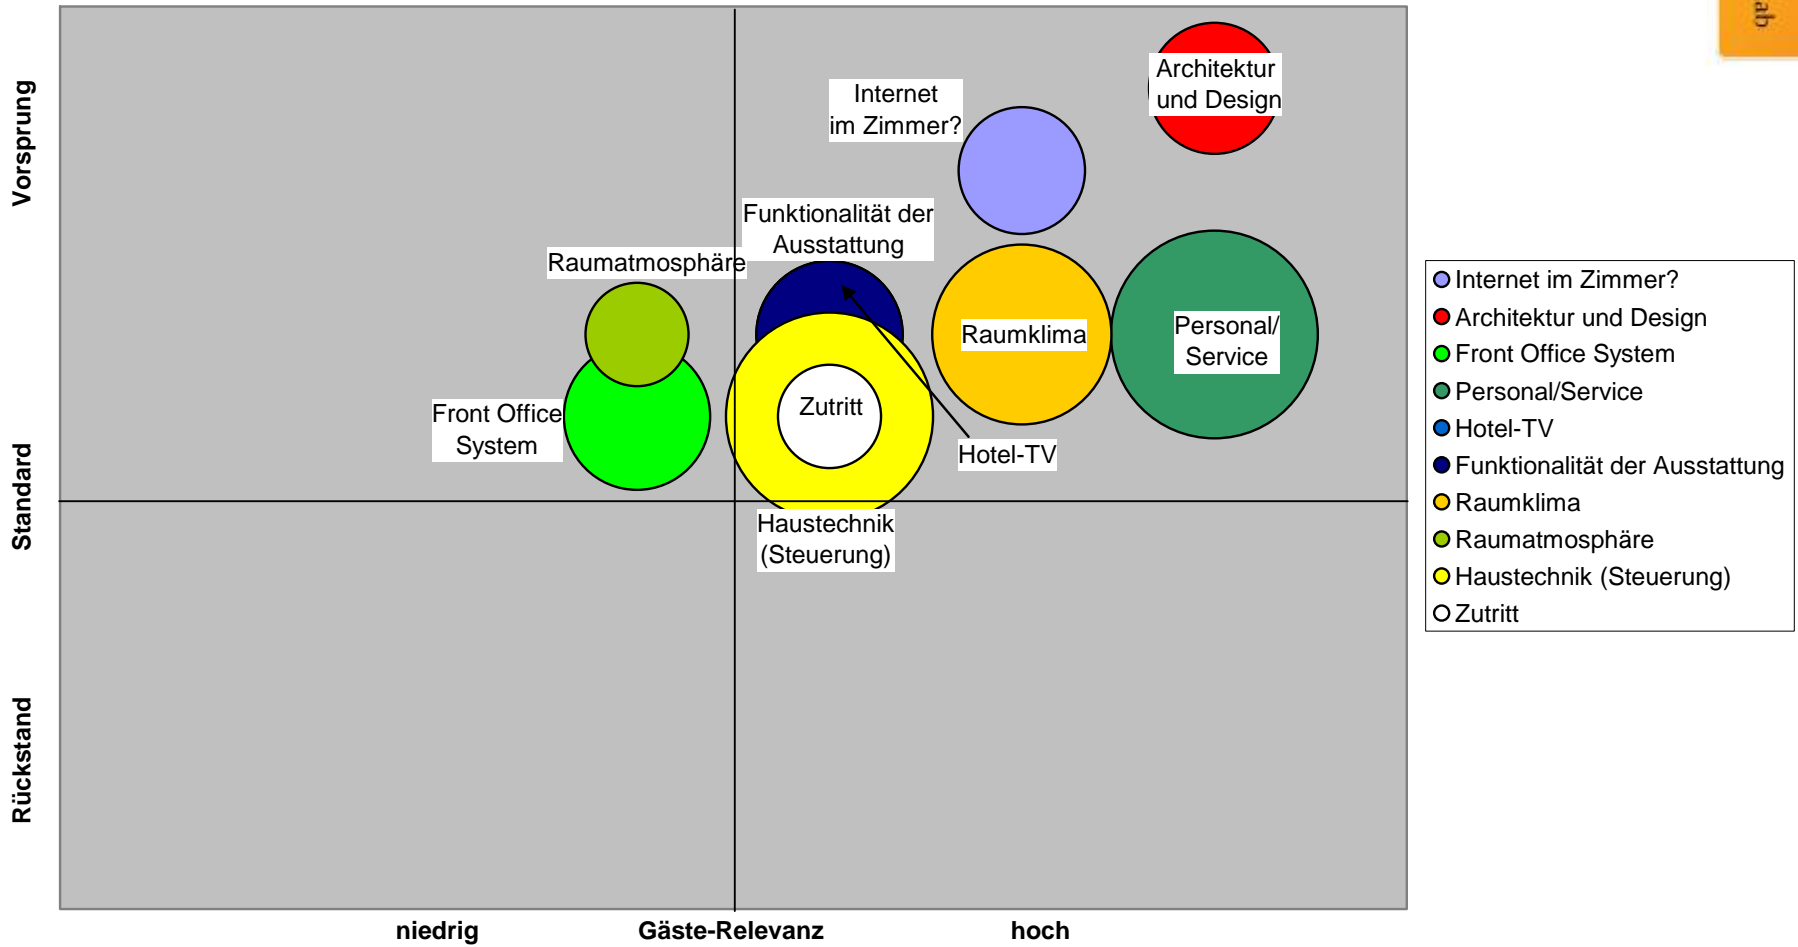 ab
Vorsprung
Standard
Rückstand
Architektur
und Design
Internet
im Zimmer?
Funktionalität der
Ausstattung
Raumatmosphäre
Raumklima
Personal/
Service
Zutritt
Front Office
System
Hotel-TV
Haustechnik
(Steuerung)
niedrig
Gäste-Relevanz
hoch
Internet im Zimmer?
Architektur und Design
Front Office System
Personal/Service
Hotel-TV
Funktionalität der Ausstattung
Raumklima
Raumatmosphäre
Haustechnik (Steuerung)
Zutritt